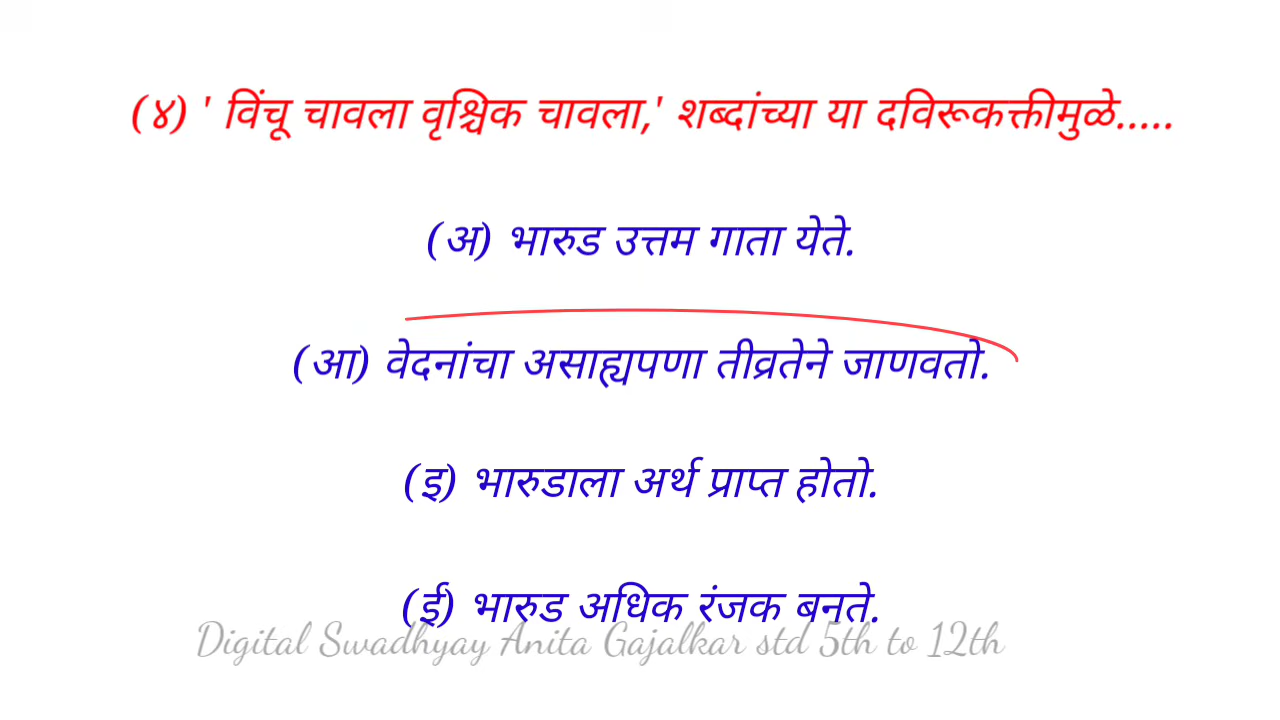 (४) ' विंचू चावला वृश्चिक चावला,' शब्दांच्या या दविरूकक्तीमुळे.....
(अ) भारुड उत्तम गाता येते.
(आ) वेदनांचा असाह्यपणा तीव्रतेने जाणवतो.
(इ) भारुडाला अर्थ प्राप्त होतो.
(ई) भारुड अधिक रंजक बनते.
Digital Swadhyay Anita Gajalkar std 5th to 12th